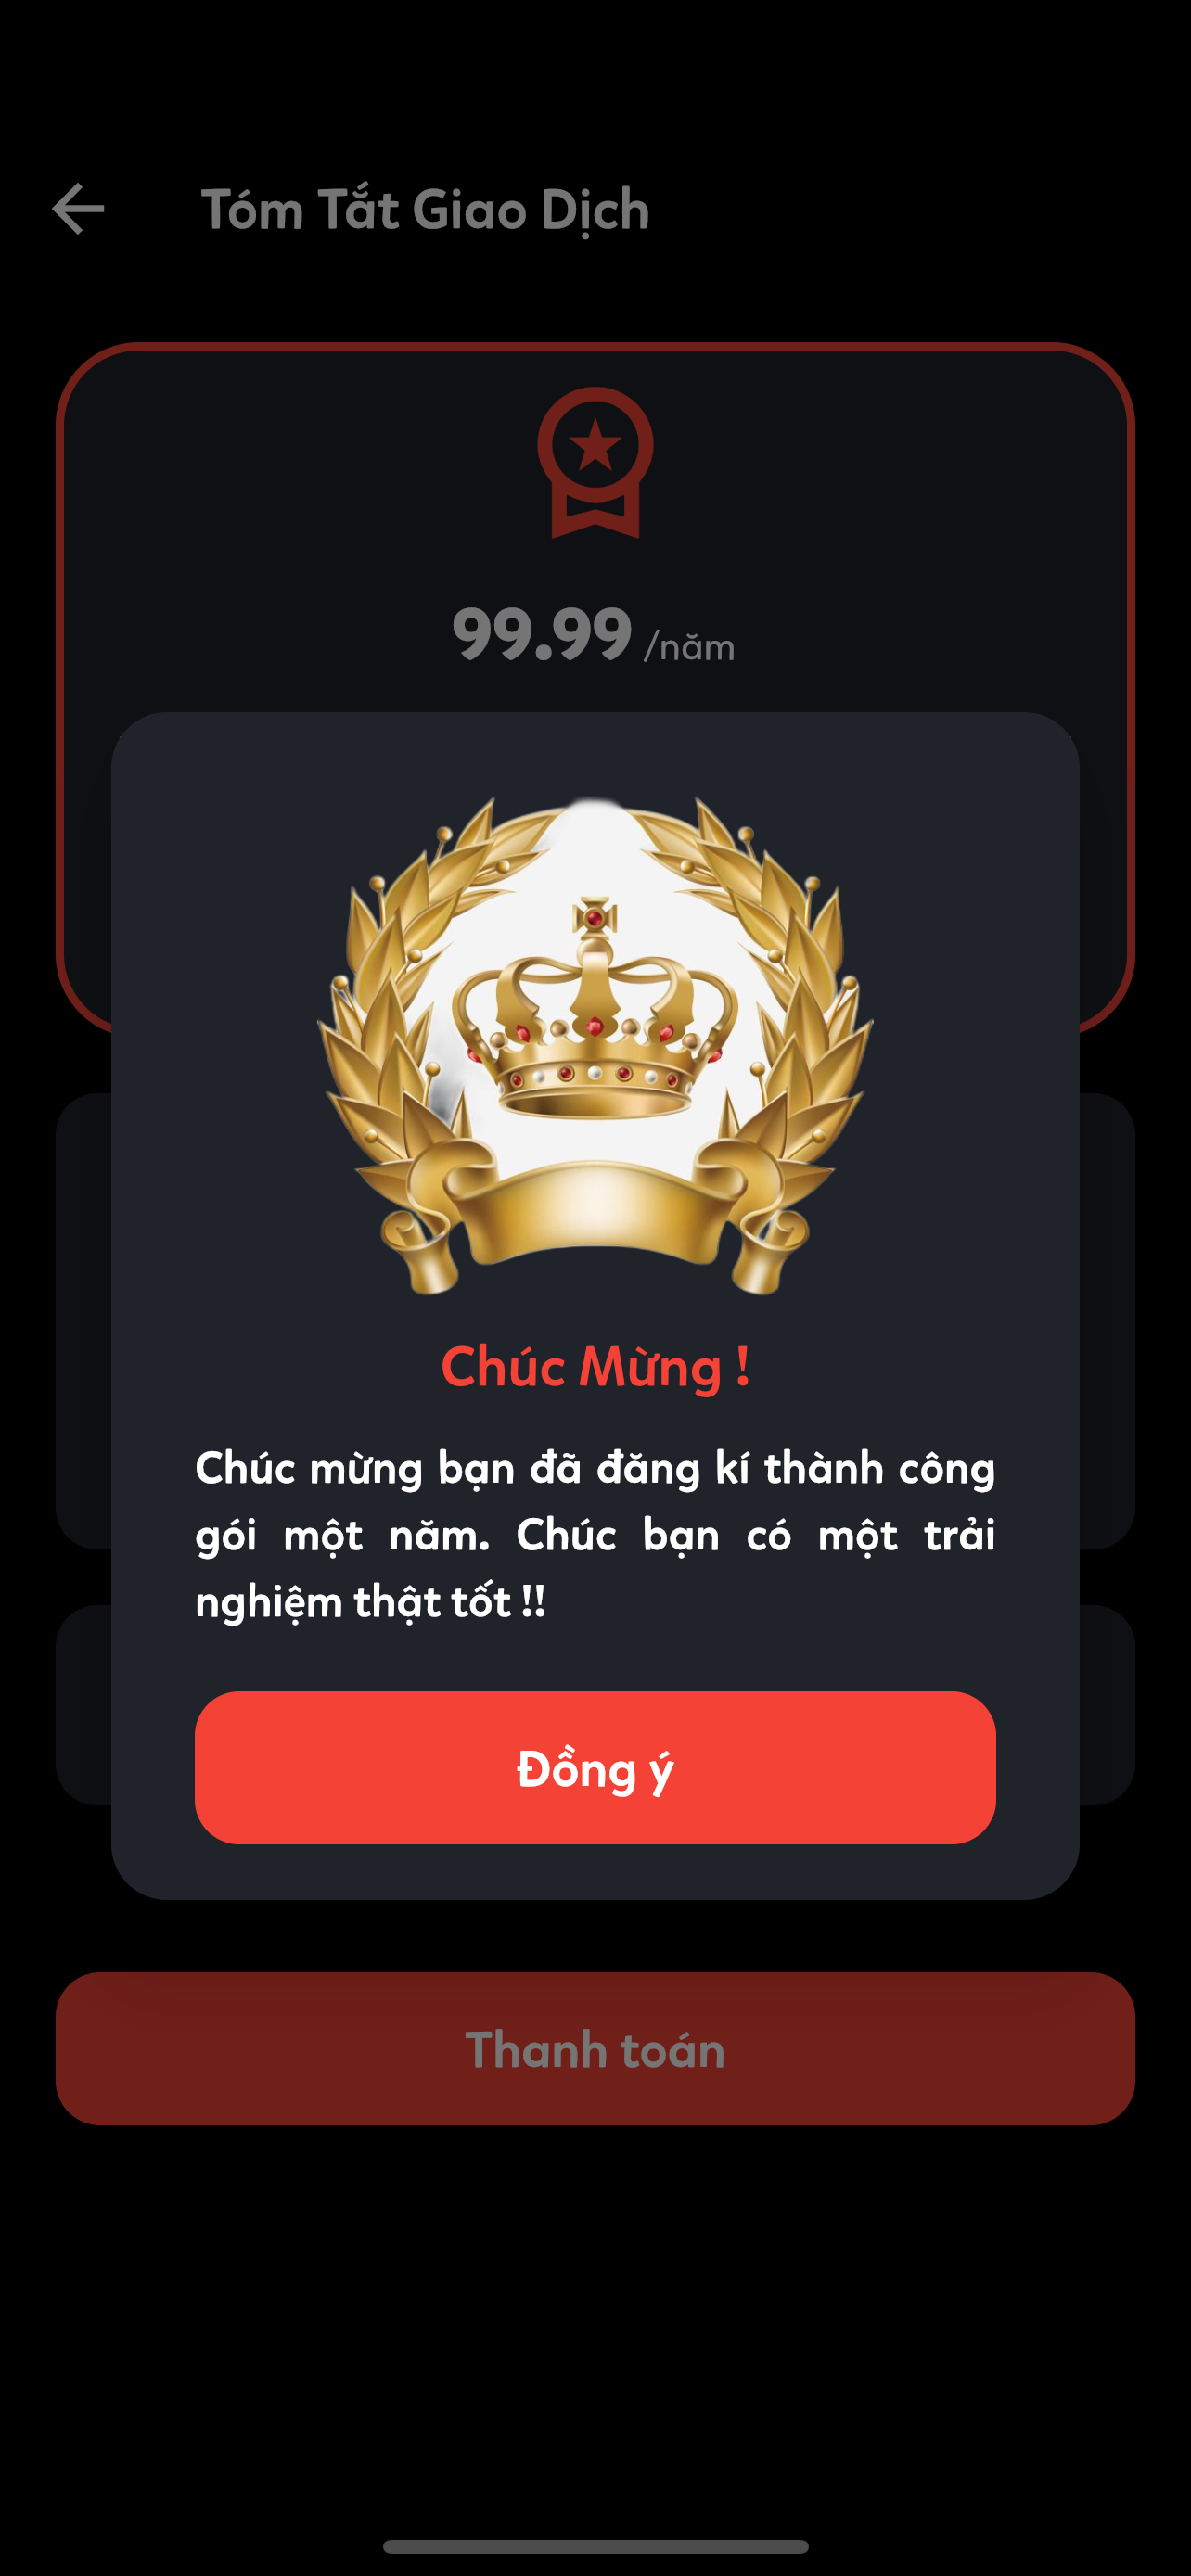 Tóm Tắt Giao Dịch
99.99 /năm
Chúc Mừng !
Chúc mừng bạn đã đăng kí thành công
gói một năm. Chúc bạn có một trải
nghiệm thật tốt !!
Đồng ý
Thanh toán